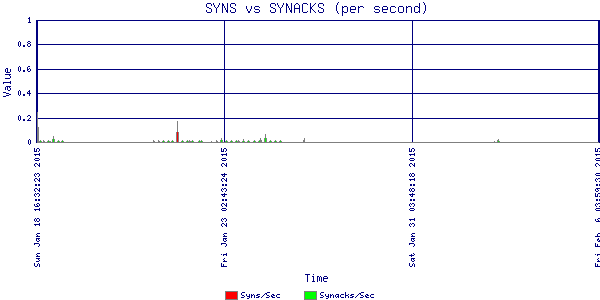 SYNS vs SYNACKS (per second)
1
0.8
0.6
0.4
0.2
0
Value
Sun Jan 18 16:32:23 2015
Fri Jan 23 02:43:24 2015
Sat Jan 31 03:48:18 2015
Fri Feb 6 03:59:30 2015
Time
Syns/Sec
Synacks/Sec